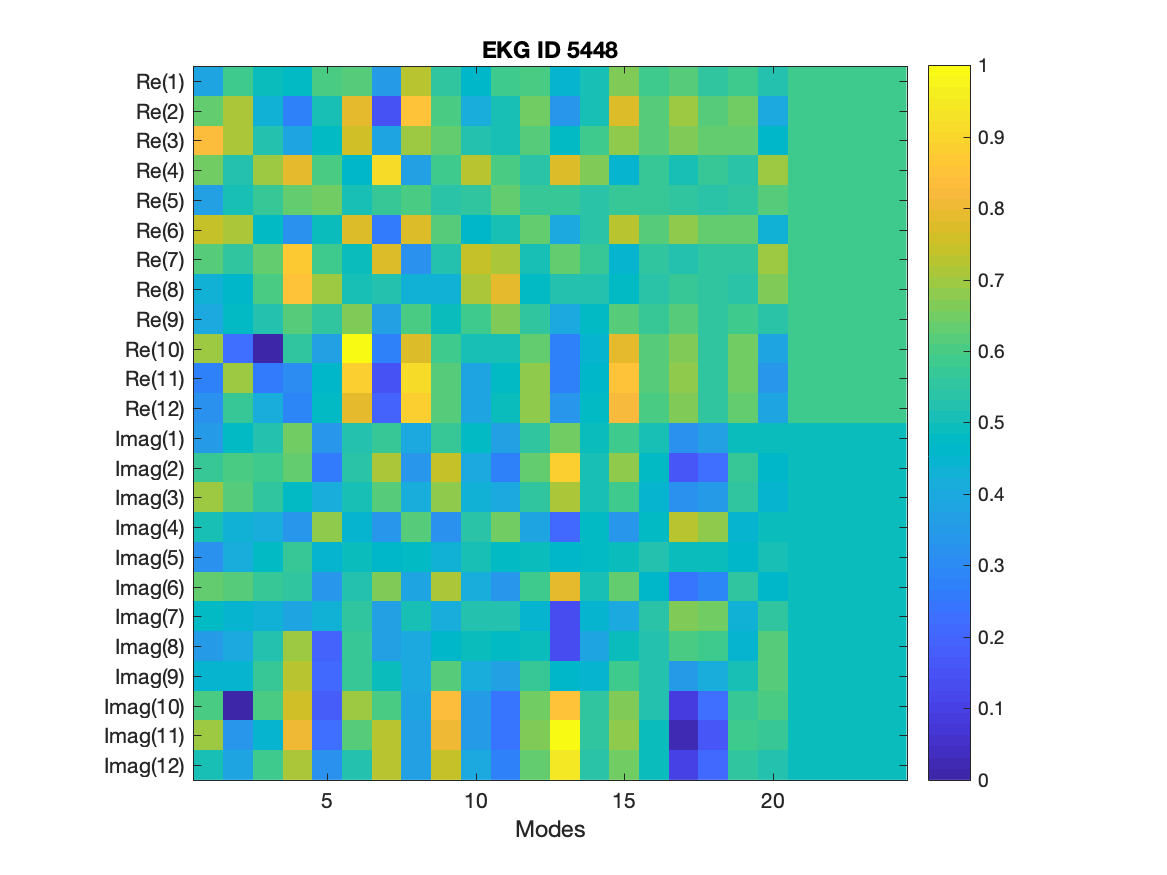 EKG ID 5448
Re(1)
Re(2)
Re(3)
Re(4)
Re(5)
Re(6)
Re(7)
Re(8)
Re(9)
Re(10)
Re(11)
Re(12)
Imag(1)
Imag(2)
Imag(3)
Imag(4)
Imag(5)
Imag(6)
Imag(7)
Imag(8)
Imag(9)
Imag(10)
Imag(11)
Imag(12)
5 10 15 20
Modes
1
0.9
0.8
0.7
0.6
0.5
0.4
0.3
0.2
0.1
0